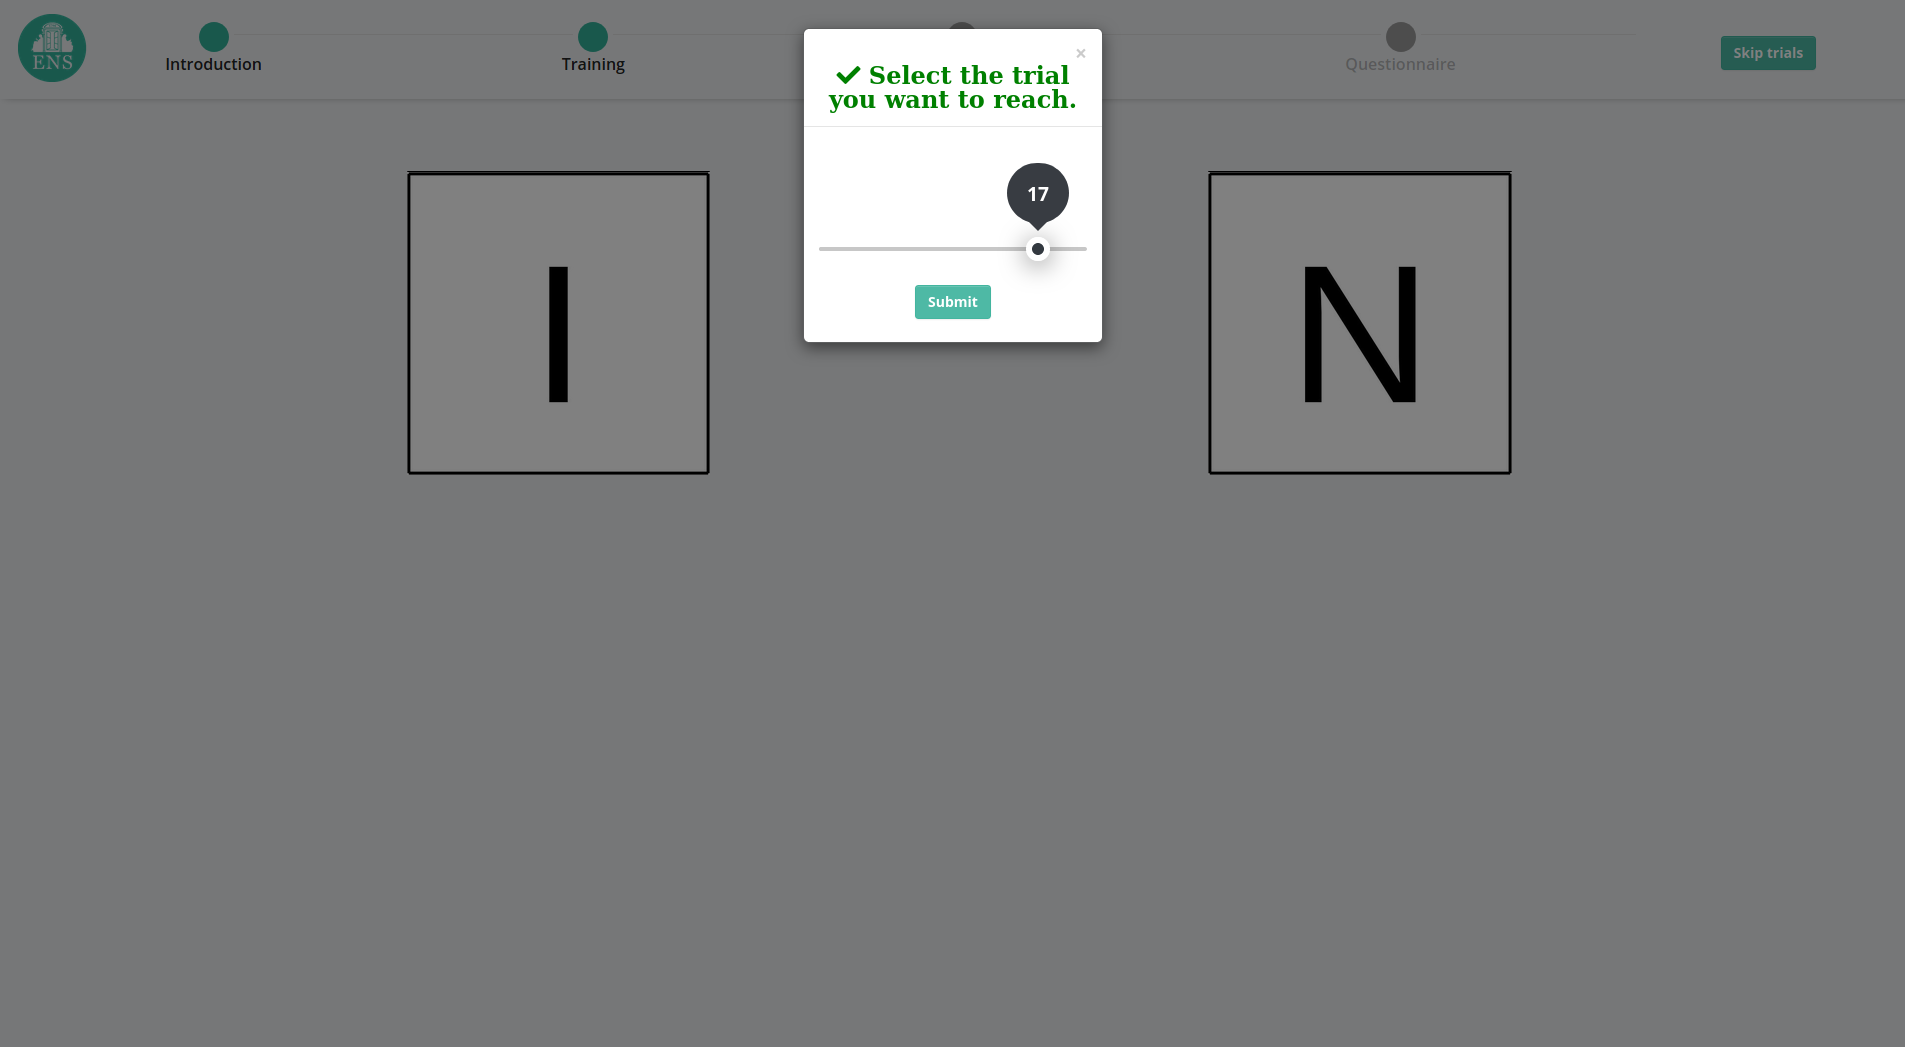 ENS
Introduction
Training
Questionnaire
Skip trials
×
Select the trial
you want to reach.
17
Submit
I
N